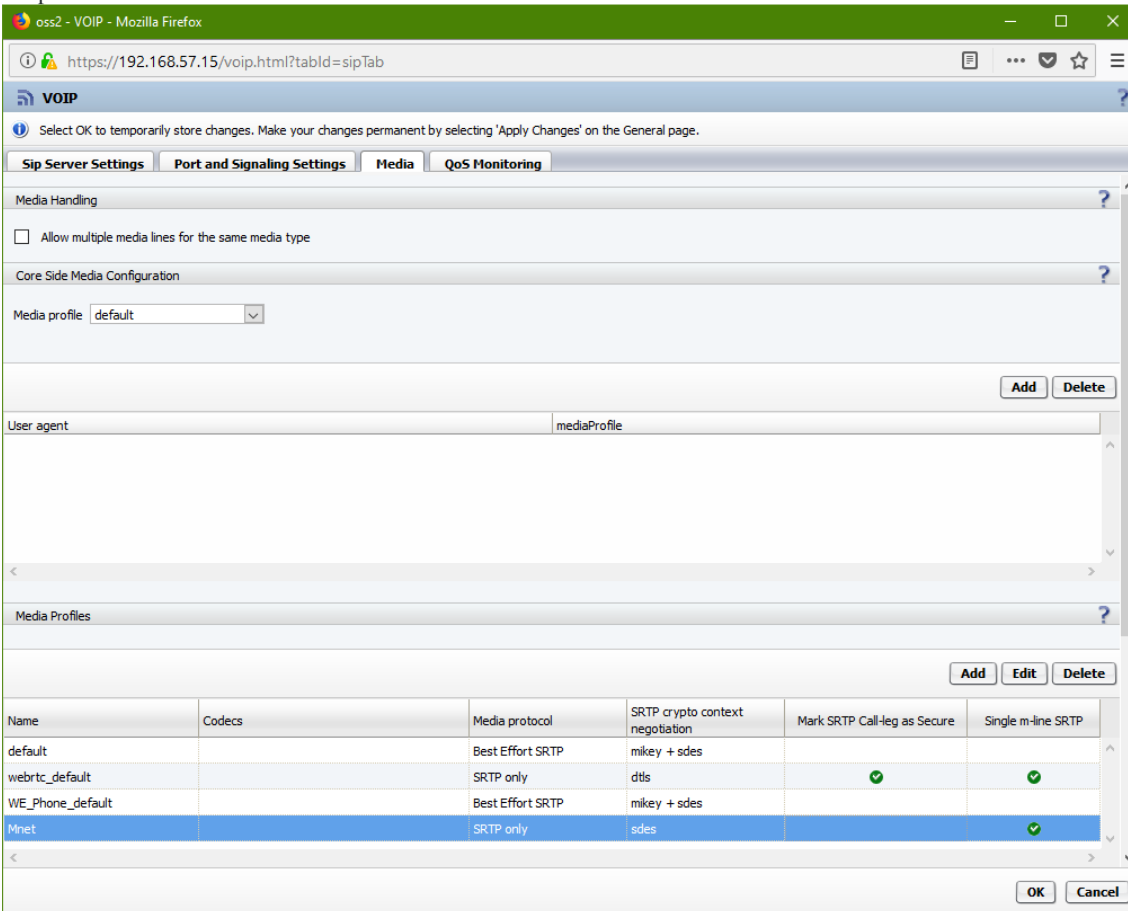 oss2 - VOIP - Mozilla Firefox
https://192.168.57.15/voip.html?tabId=sipTab
VOIP
Select OK to temporarily store changes. Make your changes permanent by selecting 'Apply Changes' on the General page.
Sip Server Settings Port and Signaling Settings Media QoS Monitoring
Media Handling ?
Allow multiple media lines for the same media type
Core Side Media Configuration ?
Media profile default
Add Delete
User agent mediaProfile
Media Profiles ?
Add Edit Delete
Name Codecs Media protocol SRTP crypto context negotiation Mark SRTP Call-leg as Secure Single m-line SRTP
default Best Effort SRTP mikey + sdes
webrtc_default SRTP only dtls
WE_Phone_default Best Effort SRTP mikey + sdes
Mnet SRTP only sdes
OK Cancel